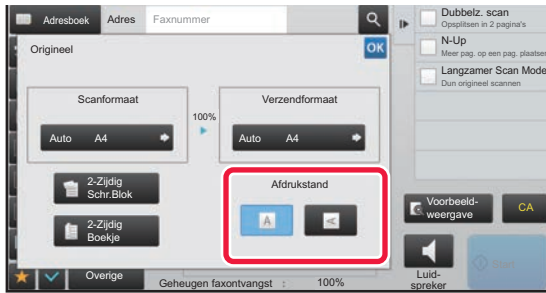 Adresboek Adres Faxnummer
Origineel OK
Scanformaat
100%
Verzendformaat
Auto A4
Auto A4
2-Zijdig
Schr.Blok
2-Zijdig
Boekje
Afdrukstand
A A
Overige
Geheugen faxontvangst : 100%
Dubbelz. scan
Opsplitsen in 2 pagina's
N-Up
Meer pag. op een pag. plaatsen
Langzamer Scan Mode
Dun origineel scannen
Voorbeeld-
weergave
CA
Luid-
spreker
Start